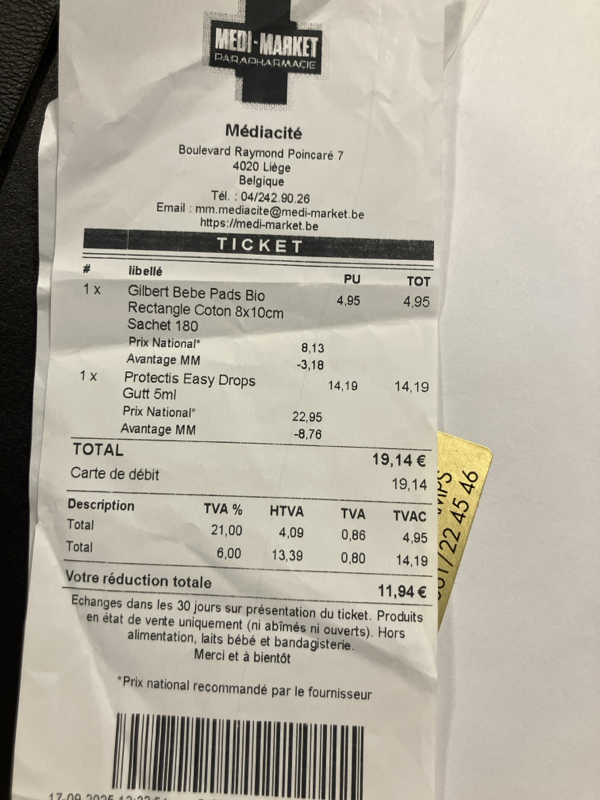 MEDI-MARKET
PARAPHARMACIE
Médiacité
Boulevard Raymond Poincaré 7
4020 Liège
Belgique
Tél. : 04/242.90.26
Email : mm.mediacite@medi-market.be
https://medi-market.be
TICKET
# libellé PU TOT
1 x Gilbert Bebe Pads Bio 4,95 4,95
Rectangle Coton 8x10cm
Sachet 180
Prix National* 8,13
Avantage MM -3,18
1 x Protectis Easy Drops 14,19 14,19
Gutt 5ml
Prix National* 22,95
Avantage MM -8,76
TOTAL 19,14 €
Carte de débit 19,14
Description TVA % HTVA TVA TVAC
Total 21,00 4,09 0,86 4,95
Total 6,00 13,39 0,80 14,19
Votre réduction totale 11,94 €
Echanges dans les 30 jours sur présentation du ticket. Produits
en état de vente uniquement (ni abîmés ni ouverts). Hors
alimentation, laits bébé et bandagisterie.
Merci et à bientôt
*Prix national recommandé par le fournisseur
17-09-2025
/22 45 46